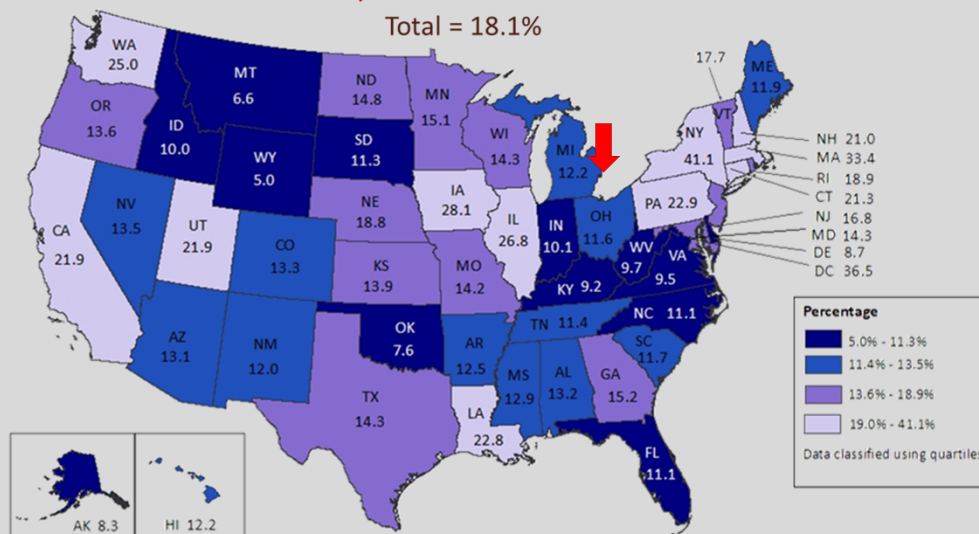 Total = 18.1%
WA
25.0
OR
13.6
CA
21.9
NV
13.5
ID
10.0
MT
6.6
WY
5.0
UT
21.9
CO
13.3
AZ
13.1
NM
12.0
ND
14.8
SD
11.3
NE
18.8
KS
13.9
OK
7.6
TX
14.3
MN
15.1
IA
28.1
MO
14.2
AR
12.5
LA
22.8
WI
14.3
IL
26.8
MI
12.2
IN
10.1
OH
11.6
KY 9.2
TN 11.4
MS
12.9
AL
13.2
GA
15.2
FL
11.1
SC
11.7
NC 11.1
WV
9.7
VA
9.5
PA 22.9
NY
41.1
17.7
VT
ME
11.9
NH 21.0
MA 33.4
RI 18.9
CT 21.3
NJ 16.8
MD 14.3
DE 8.7
DC 36.5
AK 8.3
HI 12.2
Percentage
5.0% - 11.3%
11.4% - 13.5%
13.6% - 18.9%
19.0% - 41.1%
Data classified using quartiles